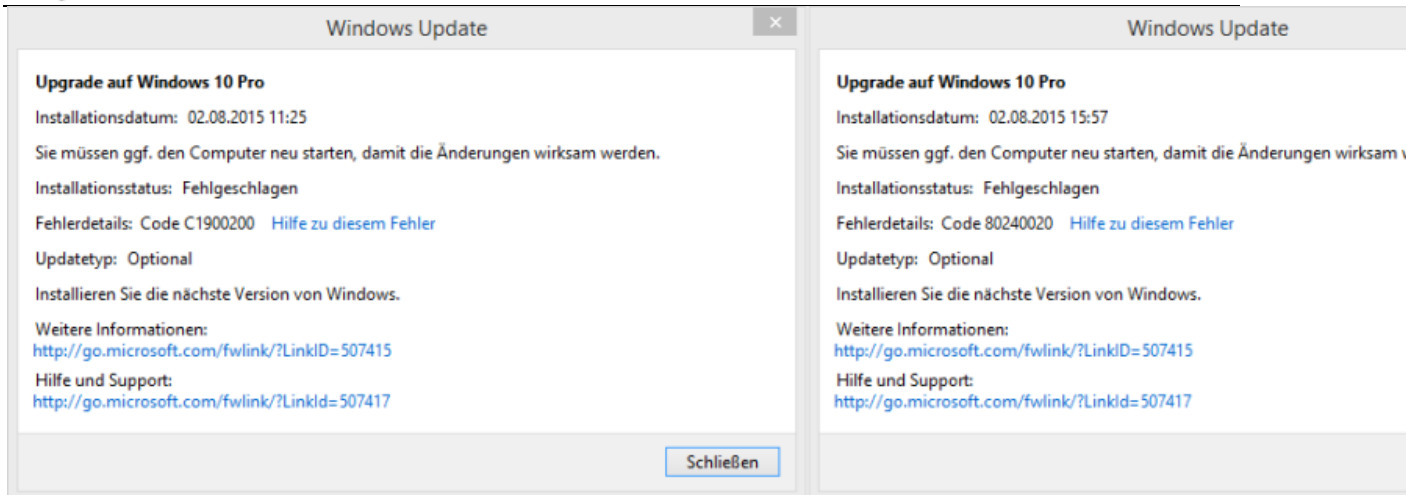 Windows Update
Upgrade auf Windows 10 Pro
Installationsdatum: 02.08.2015 11:25
Sie müssen ggf. den Computer neu starten, damit die Änderungen wirksam werden.
Installationsstatus: Fehlgeschlagen
Fehlerdetails: Code C1900200 Hilfe zu diesem Fehler
Updatetyp: Optional
Installieren Sie die nächste Version von Windows.
Weitere Informationen:
http://go.microsoft.com/fwlink/?LinkID=507415
Hilfe und Support:
http://go.microsoft.com/fwlink/?LinkId=507417
Schließen
Windows Update
Upgrade auf Windows 10 Pro
Installationsdatum: 02.08.2015 15:57
Sie müssen ggf. den Computer neu starten, damit die Änderungen wirksam
Installationsstatus: Fehlgeschlagen
Fehlerdetails: Code 80240020 Hilfe zu diesem Fehler
Updatetyp: Optional
Installieren Sie die nächste Version von Windows.
Weitere Informationen:
http://go.microsoft.com/fwlink/?LinkID=507415
Hilfe und Support:
http://go.microsoft.com/fwlink/?LinkId=507417